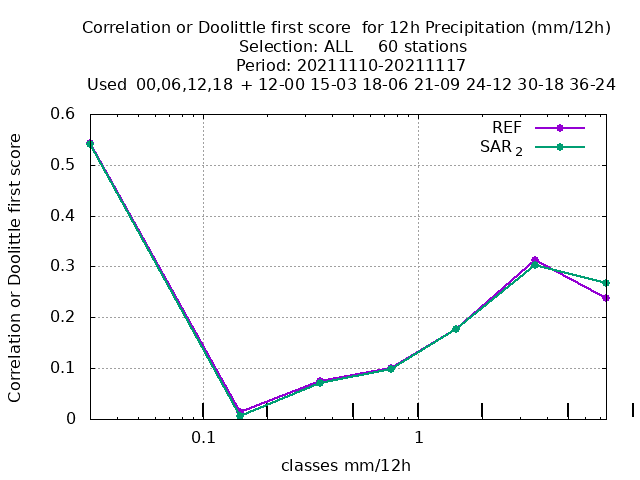 Correlation or Doolittle first score  for 12h Precipitation (mm/12h)
Selection: ALL     60 stations
Period: 20211110-20211117
Used  00,06,12,18 + 12-00 15-03 18-06 21-09 24-12 30-18 36-24
Correlation or Doolittle first score
0.6
0.5
0.4
0.3
0.2
0.1
0
REF
SAR 2
0.1
1
classes mm/12h